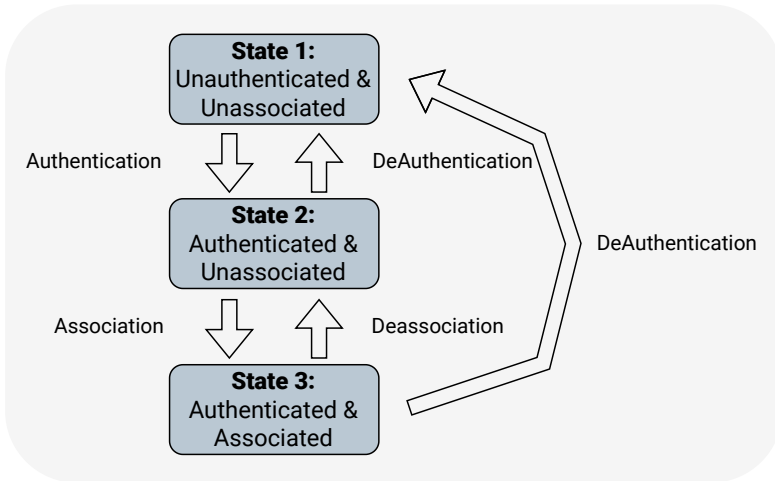 State 1:
Unauthenticated &
Unassociated
Authentication
DeAuthentication
State 2:
Authenticated &
Unassociated
DeAuthentication
Association
Deassociation
State 3:
Authenticated &
Associated